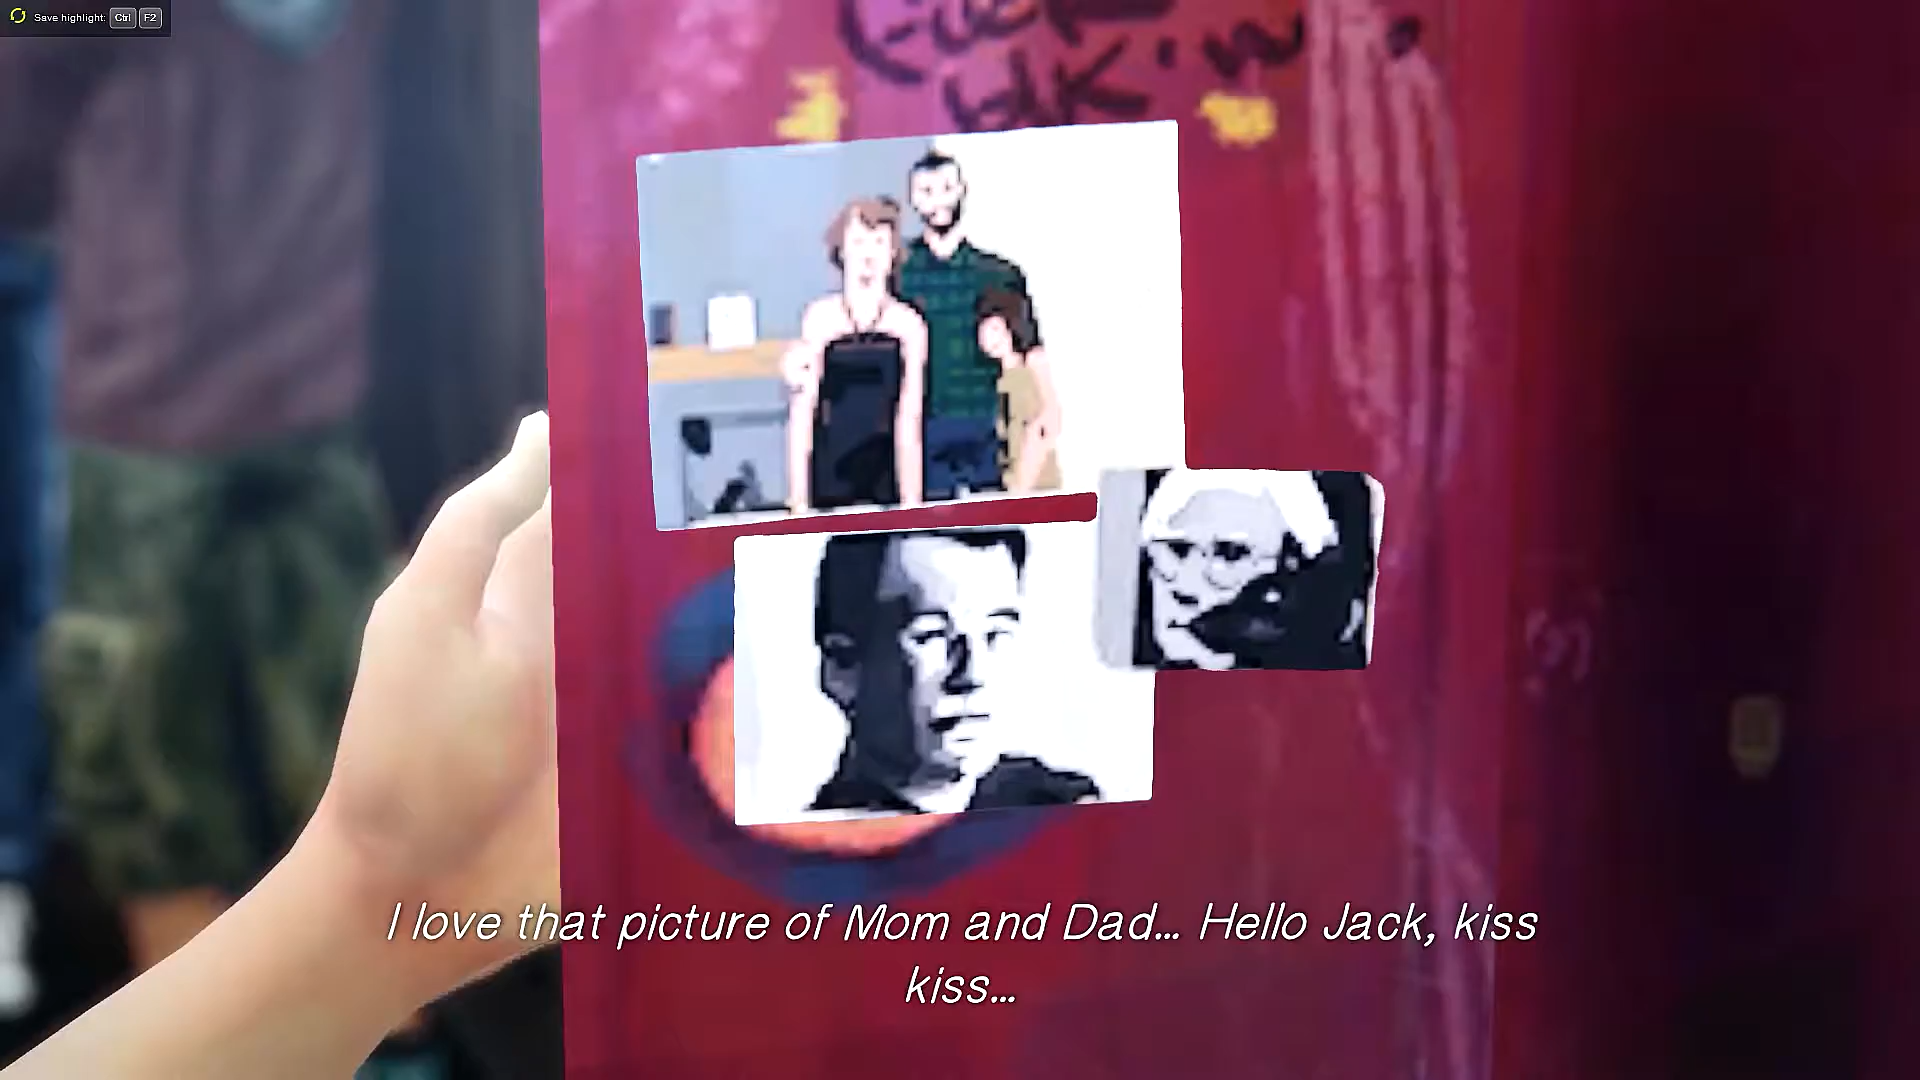 Save highlight: Ctrl F2
I love that picture of Mom and Dad... Hello Jack, kiss
kiss...